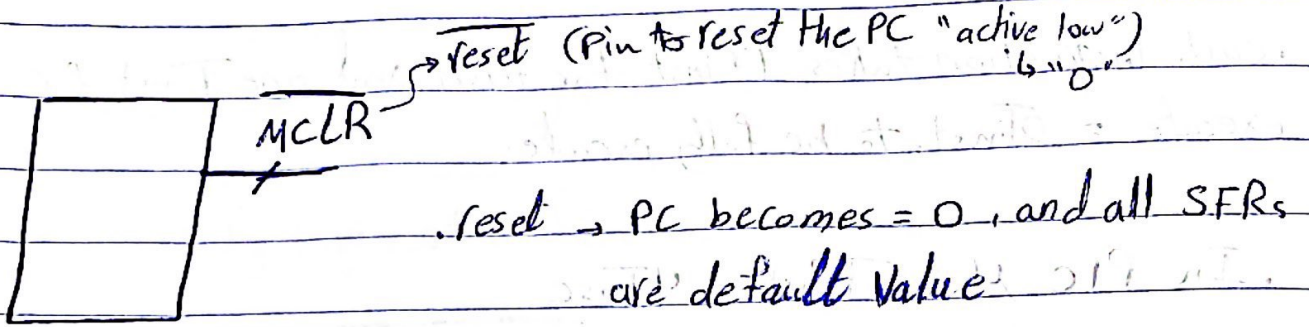 reset (Pin to reset the PC "active low")
↳ "0"
MCLR
. reset → PC becomes = 0, and all SFRs
are default Value